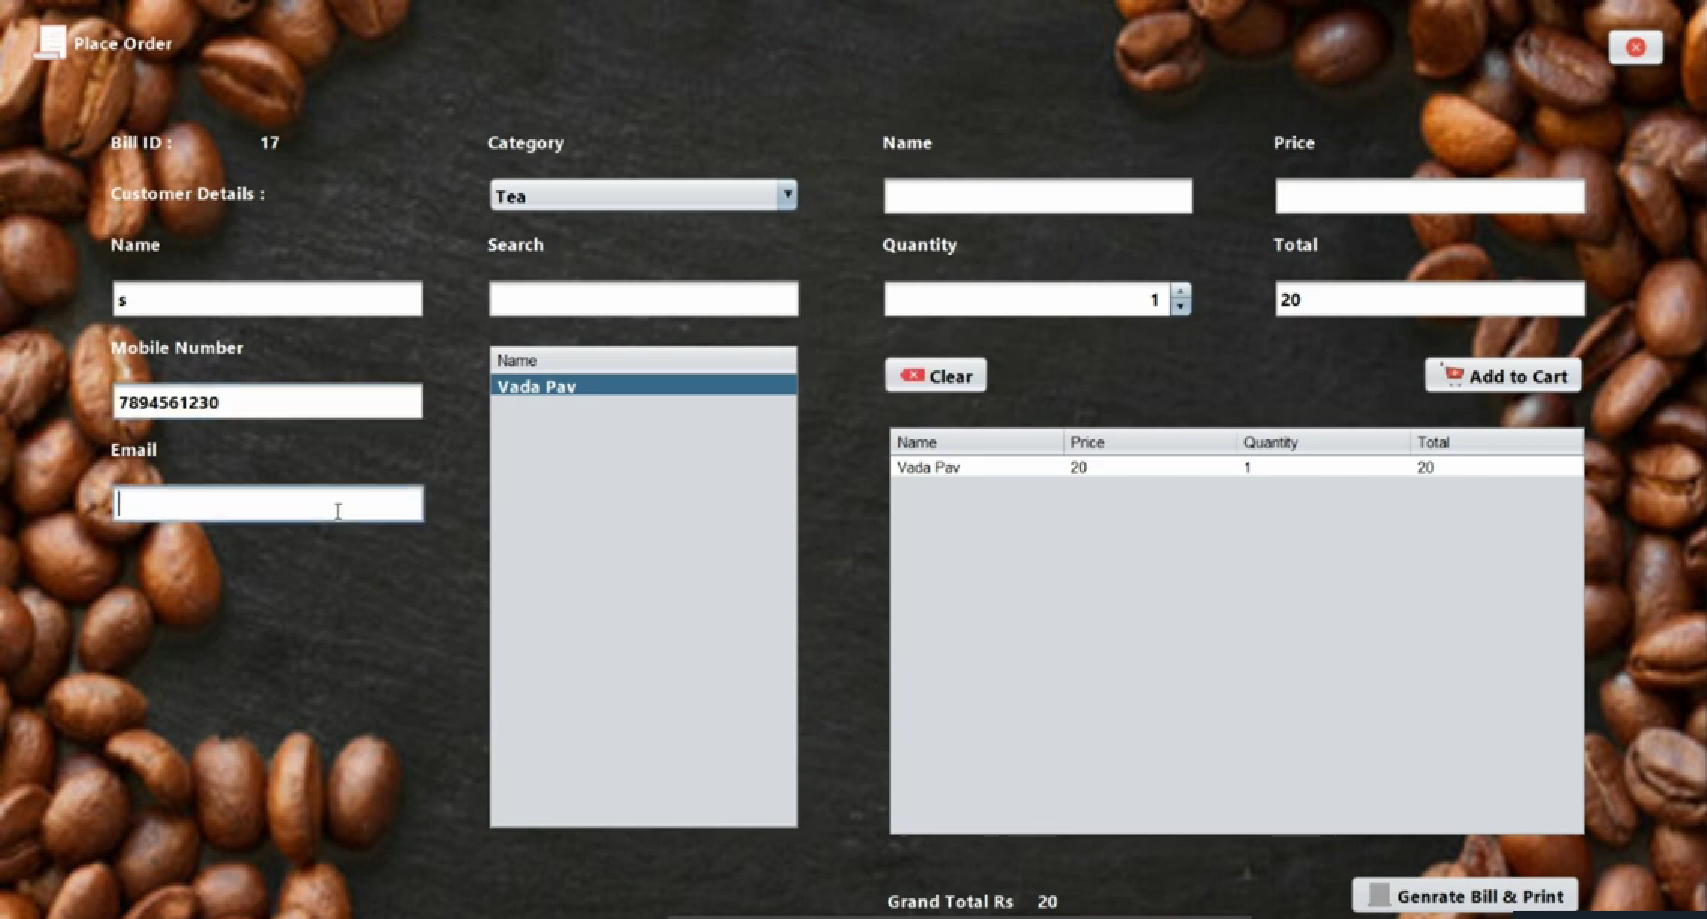 Place Order
Bill ID : 17
Customer Details :
Name
s
Mobile Number
7894561230
Email
Category
Tea
Search
Name
Vada Pav
Name
Price
Quantity
1
Total
20
Clear
Add to Cart
Name Price Quantity Total
Vada Pav 20 1 20
Grand Total Rs 20
Genrate Bill & Print